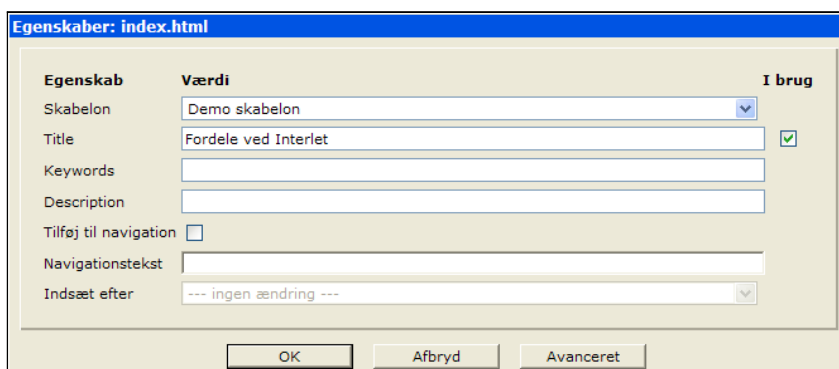 Egenskaber: index.html
Egenskab Værdi I brug
Skabelon Demo skabelon
Title Fordele ved Interlet
Keywords
Description
Tilføj til navigation
Navigationstekst
Indsæt efter --- ingen ændring ---
OK Afbryd Avanceret